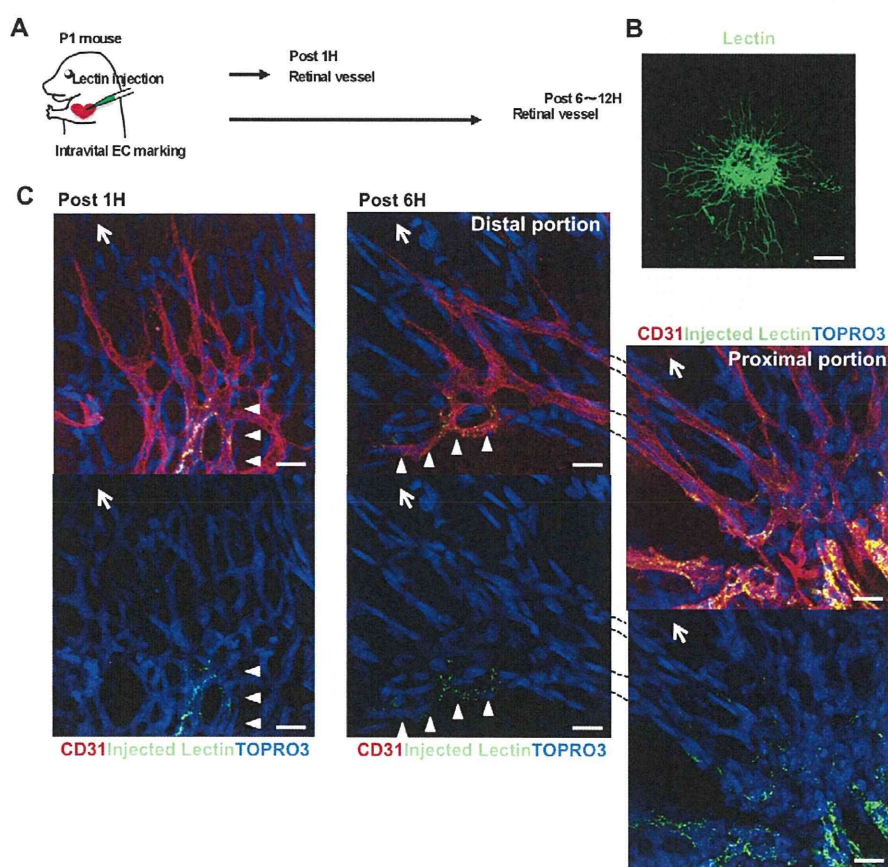 A
P1 mouse
Lectin injection
Intravital EC marking
Post 1H
Retinal vessel
Post 6~12H
Retinal vessel
B
Lectin
C
Post 1H
Post 6H
Distal portion
CD31Injected LectinTOPRO3
Proximal portion
CD31Injected LectinTOPRO3
CD31Injected LectinTOPRO3